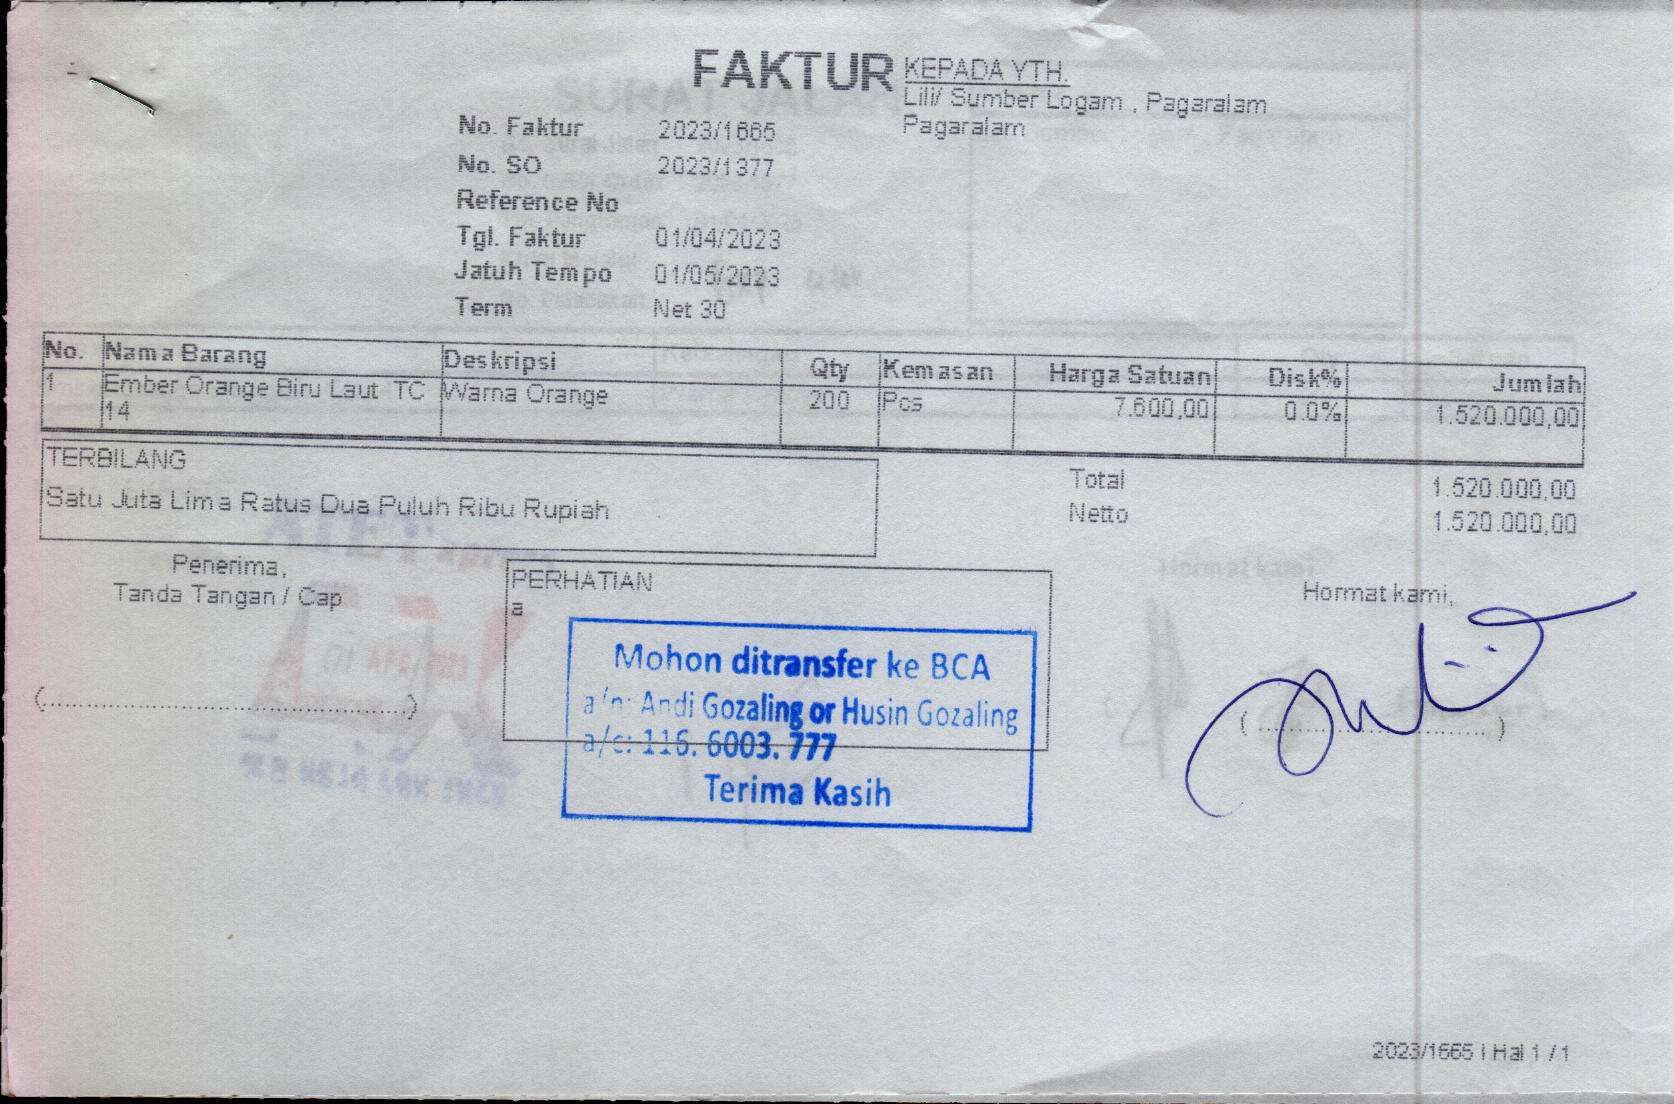 FAKTUR
KEPADA YTH.
Lili/ Sumber Logam , Pagaralam
Pagaralam
No. Faktur 2023/1665
No. SO 2023/1377
Reference No
Tgl. Faktur 01/04/2023
Jatuh Tempo 01/05/2023
Term Net 30
No. Nama Barang Deskripsi Qty Kemasan Harga Satuan Disk% Jumlah
1 Ember Orange Biru Laut TC Warna Orange 200 Pcs 7.600,00 0.0% 1.520.000,00
14
TERBILANG
Satu Juta Lima Ratus Dua Puluh Ribu Rupiah
Total 1.520.000,00
Netto 1.520.000,00
Penerima,
Tanda Tangan / Cap
(..................................................)
PERHATIAN
a
Mohon ditransfer ke BCA
a/n: Andi Gozaling or Husin Gozaling
a/c: 116. 6003. 777
Terima Kasih
Hormat kami,
(..................................)
2023/1665 | Hal 1 / 1